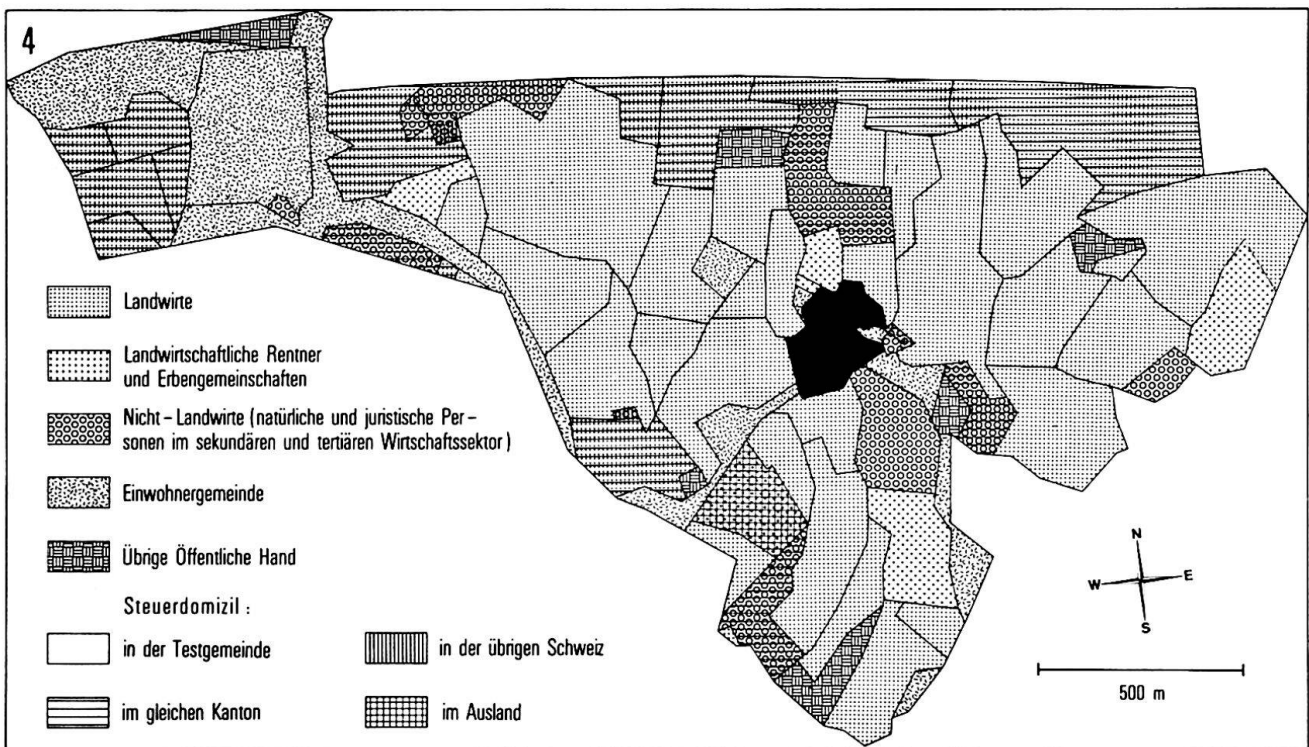 4
Landwirte
Landwirtschaftliche Rentner
und Erbengemeinschaften
Nicht-Landwirte (natürliche und juristische Per-
sonen im sekundären und tertiären Wirtschaftssektor)
Einwohnergemeinde
Übrige Öffentliche Hand
Steuerdomizil :
in der Testgemeinde
im gleichen Kanton
in der übrigen Schweiz
im Ausland
N
W E
S
500 m